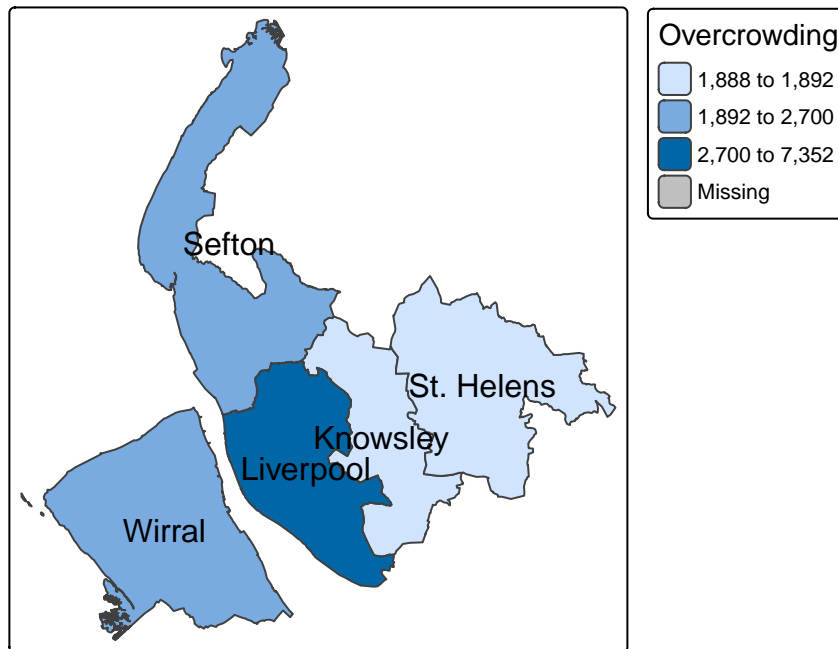 Overcrowding
1,888 to 1,892
1,892 to 2,700
2,700 to 7,352
Missing
Sefton
St. Helens
Knowsley
Liverpool
Wirral